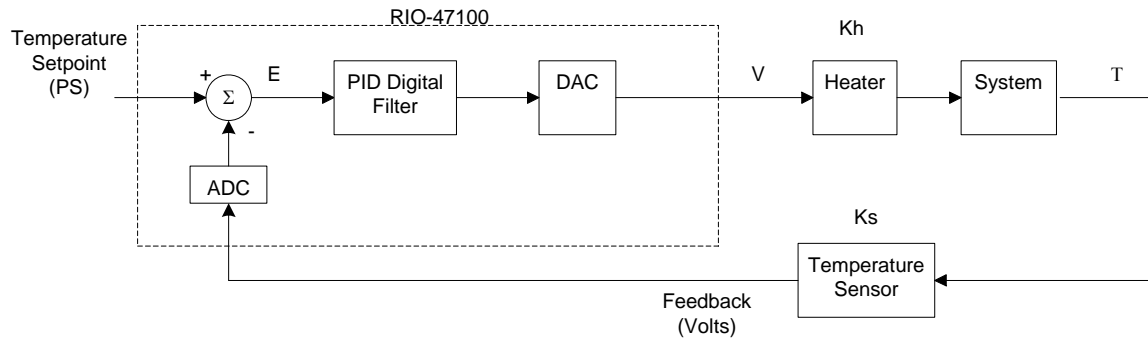 RIO-47100
Temperature
Setpoint
(PS)
+
Σ
-
E
PID Digital
Filter
DAC
V
Kh
Heater
System
T
ADC
Ks
Temperature
Sensor
Feedback
(Volts)